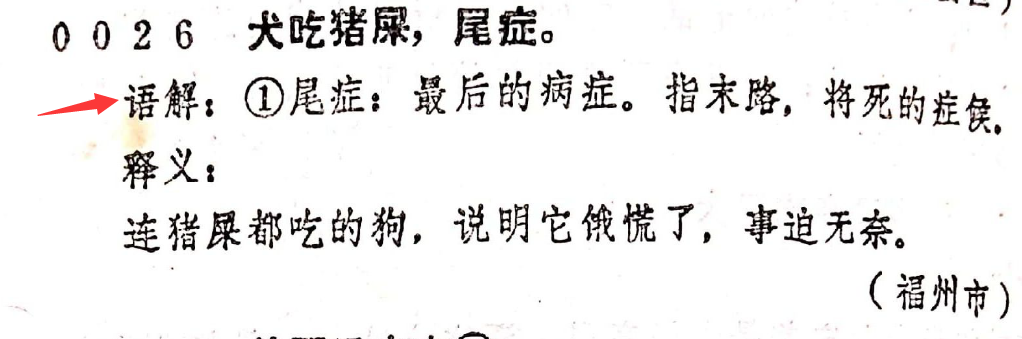 0026 犬吃猪屎，尾症。
语解：①尾症：最后的病症。指末路，将死的症候。
释义：
连猪屎都吃的狗，说明它俄慌了，事迫无奈。
（福州市）